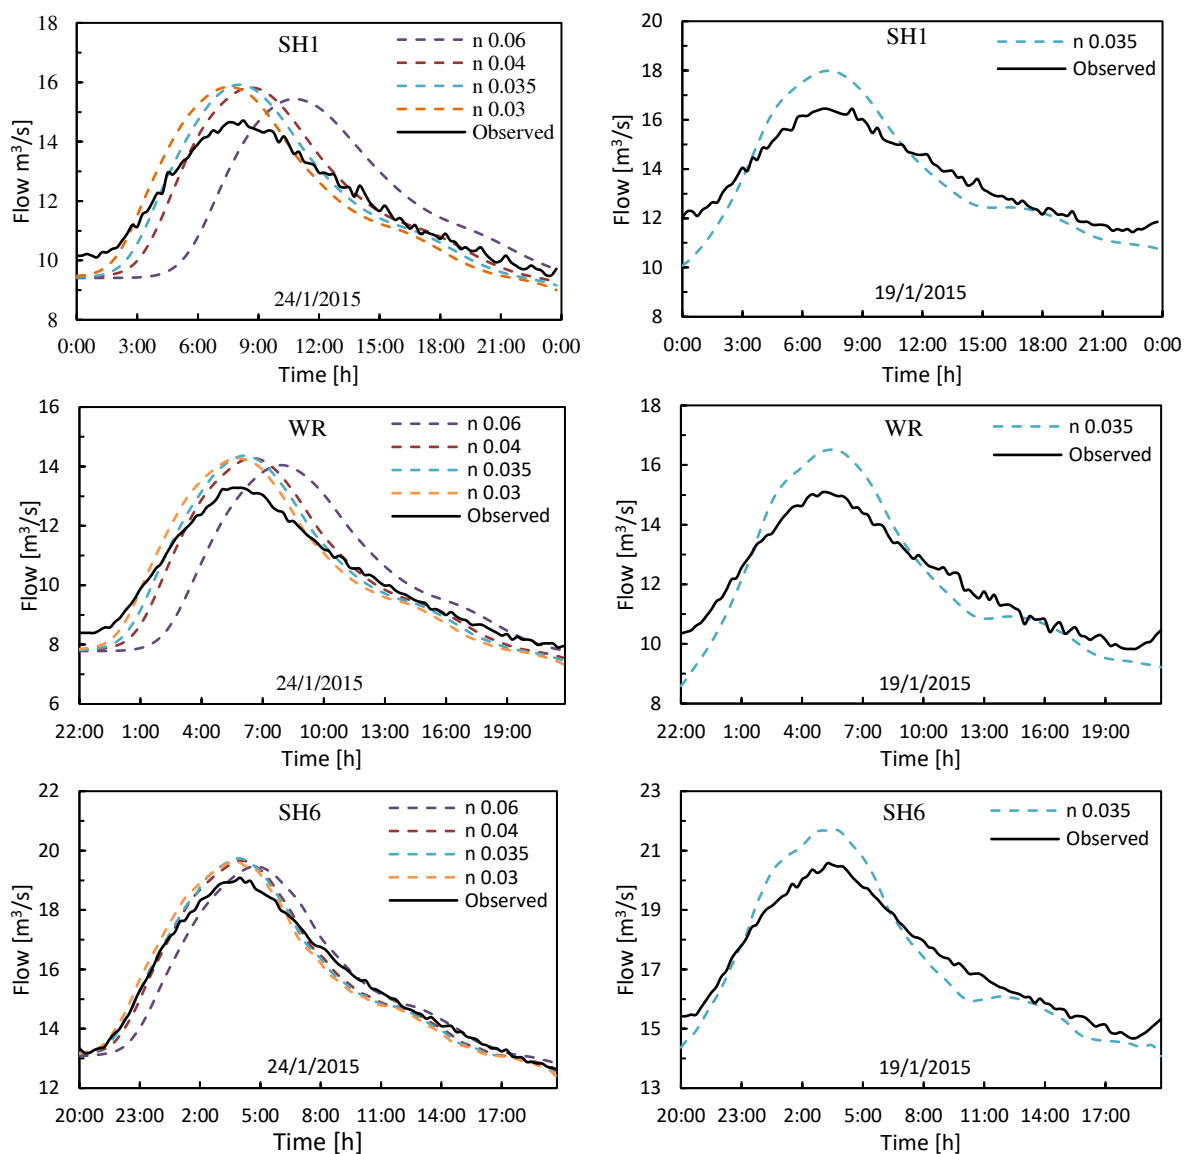 SH1
n 0.06
n 0.04
n 0.035
n 0.03
Observed
18
16
14
12
10
8
Flow m³/s
24/1/2015
0:00 3:00 6:00 9:00 12:00 15:00 18:00 21:00 0:00
Time [h]
SH1
n 0.035
Observed
20
18
16
14
12
10
8
Flow [m³/s]
19/1/2015
0:00 3:00 6:00 9:00 12:00 15:00 18:00 21:00 0:00
Time [h]
WR
n 0.06
n 0.04
n 0.035
n 0.03
Observed
16
14
12
10
8
6
Flow [m³/s]
24/1/2015
22:00 1:00 4:00 7:00 10:00 13:00 16:00 19:00
Time [h]
WR
n 0.035
Observed
18
16
14
12
10
8
Flow [m³/s]
19/1/2015
22:00 1:00 4:00 7:00 10:00 13:00 16:00 19:00
Time [h]
SH6
n 0.06
n 0.04
n 0.035
n 0.03
Observed
22
20
18
16
14
12
Flow [m³/s]
24/1/2015
20:00 23:00 2:00 5:00 8:00 11:00 14:00 17:00
Time [h]
SH6
n 0.035
Observed
23
21
19
17
15
13
Flow [m³/s]
19/1/2015
20:00 23:00 2:00 5:00 8:00 11:00 14:00 17:00
Time [h]